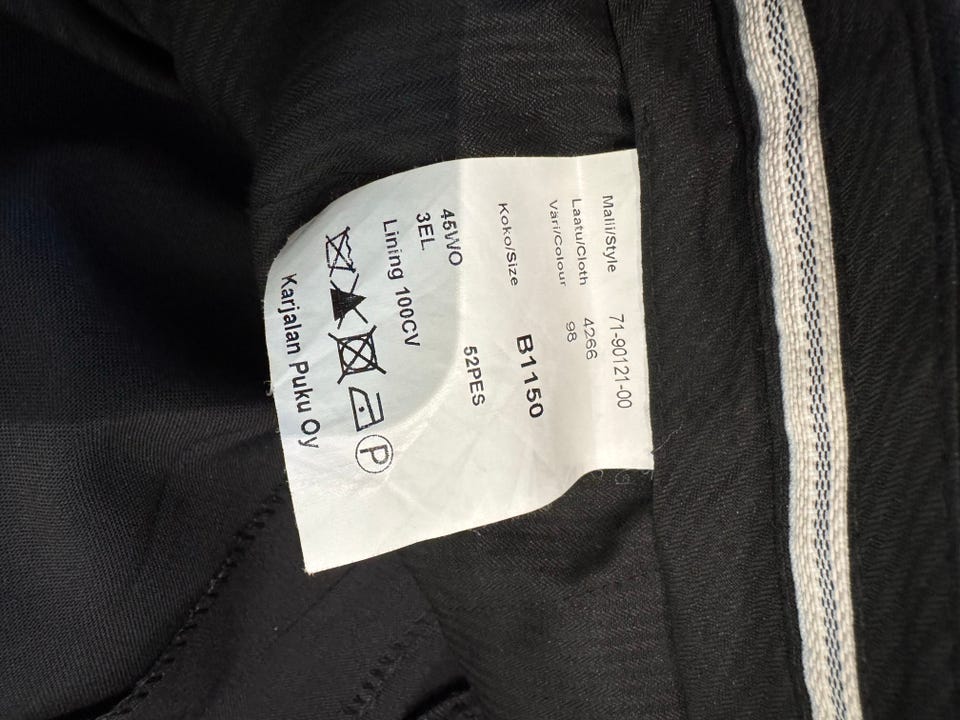 Malli/Style 71-90121-00
Laatu/Cloth 4266
Väri/Colour 98
Koko/Size B1150
45WO 52PES
3EL
Lining 100CV
P
Karjalan Puku Oy